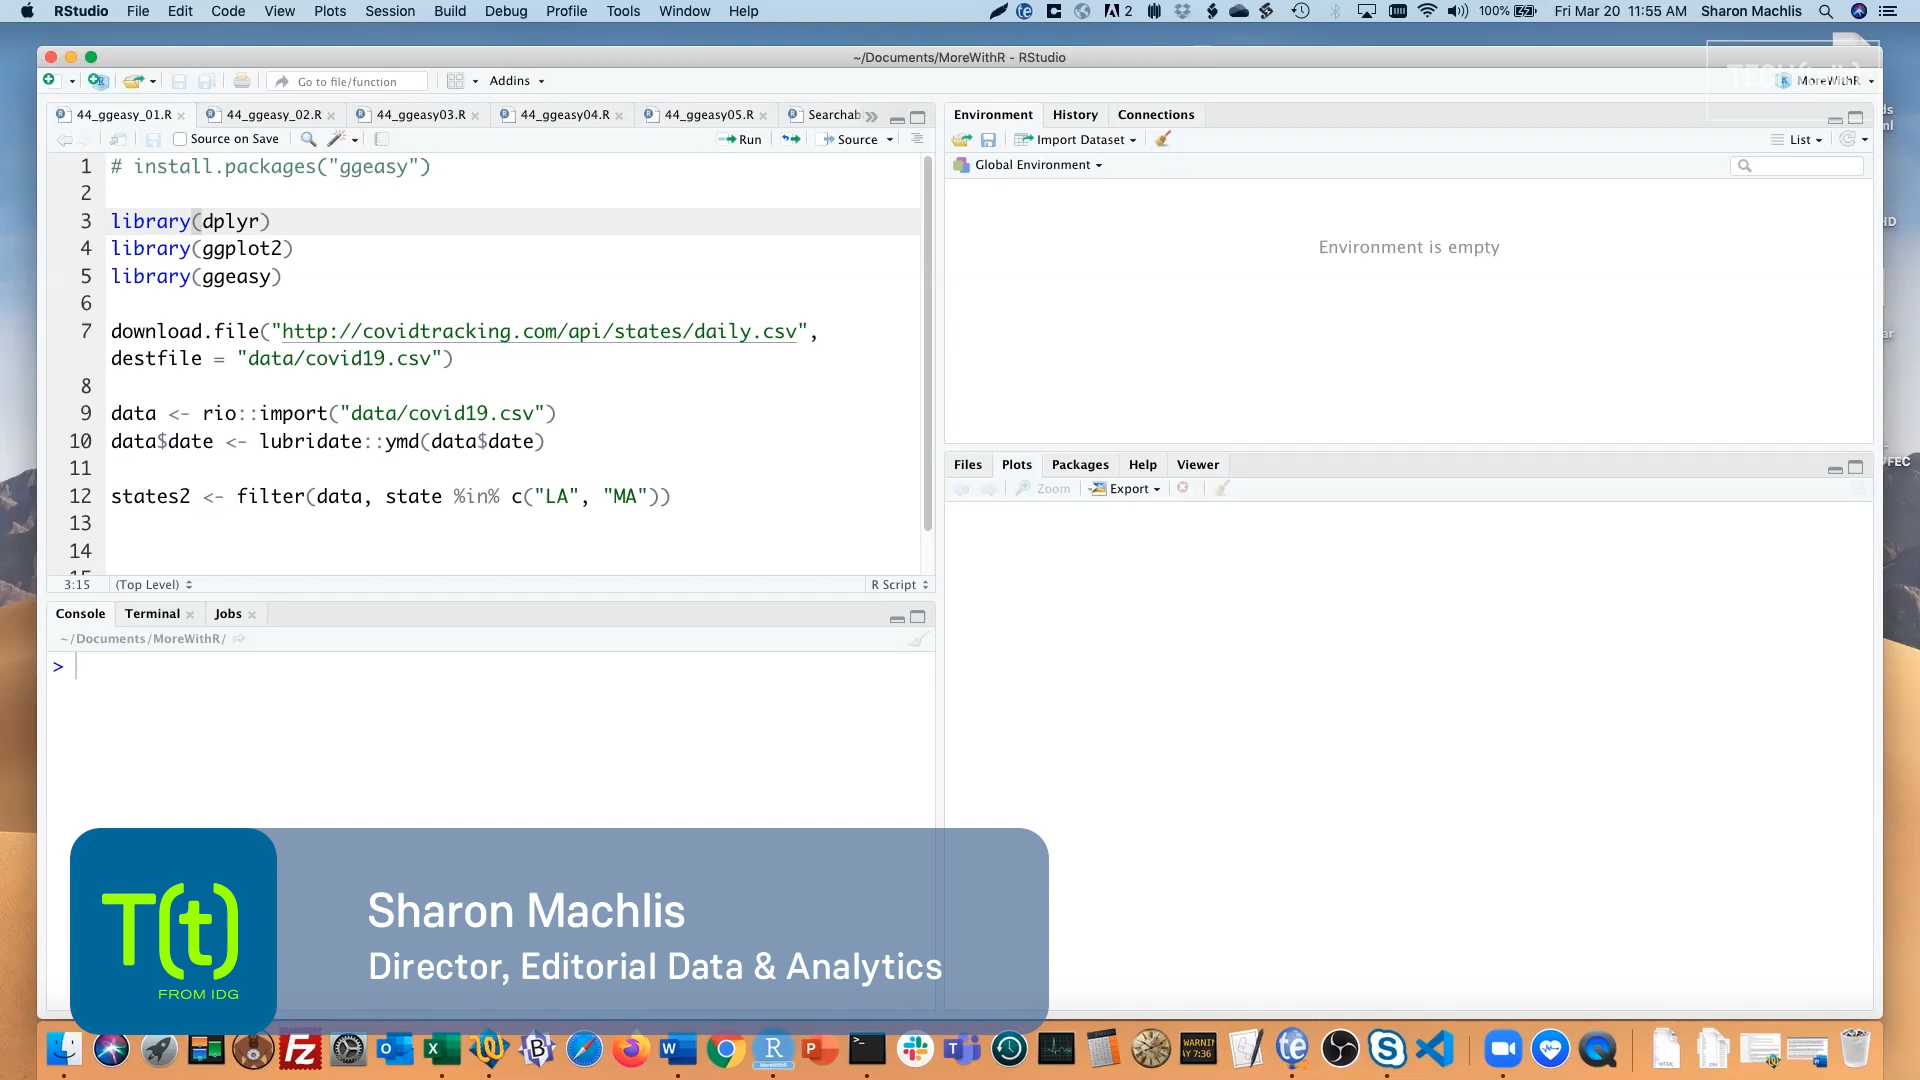 RStudio File Edit Code View Plots Session Build Debug Profile Tools Window Help 2 100% Fri Mar 20 11:55 AM Sharon Machlis
~/Documents/MoreWithR - RStudio
Go to file/function Addins MoreWithR
44_ggeasy_01.R 44_ggeasy_02.R 44_ggeasy03.R 44_ggeasy04.R 44_ggeasy05.R Searchab
Source on Save Run Source
1 # install.packages("ggeasy")
2
3 library(dplyr)
4 library(ggplot2)
5 library(ggeasy)
6
7 download.file("http://covidtracking.com/api/states/daily.csv",
destfile = "data/covid19.csv")
8
9 data <- rio::import("data/covid19.csv")
10 data$date <- lubridate::ymd(data$date)
11
12 states2 <- filter(data, state %in% c("LA", "MA"))
13
14
3:15 (Top Level) R Script
Console Terminal Jobs
~/Documents/MoreWithR/
>
Environment History Connections
Import Dataset List
Global Environment
Environment is empty
Files Plots Packages Help Viewer
Zoom Export
T(t)
FROM IDG
Sharon Machlis
Director, Editorial Data & Analytics